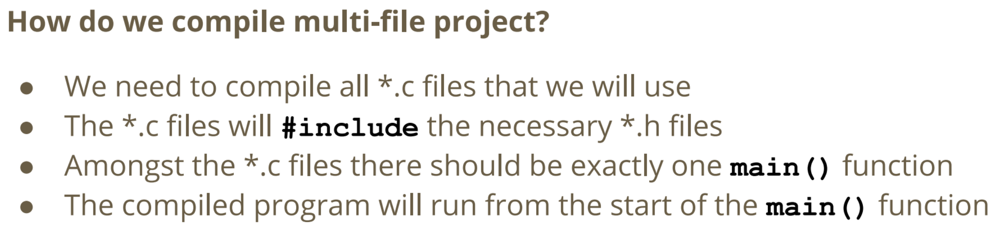 How do we compile multi-file project?
● We need to compile all *.c files that we will use
● The *.c files will #include the necessary *.h files
● Amongst the *.c files there should be exactly one main() function
● The compiled program will run from the start of the main() function